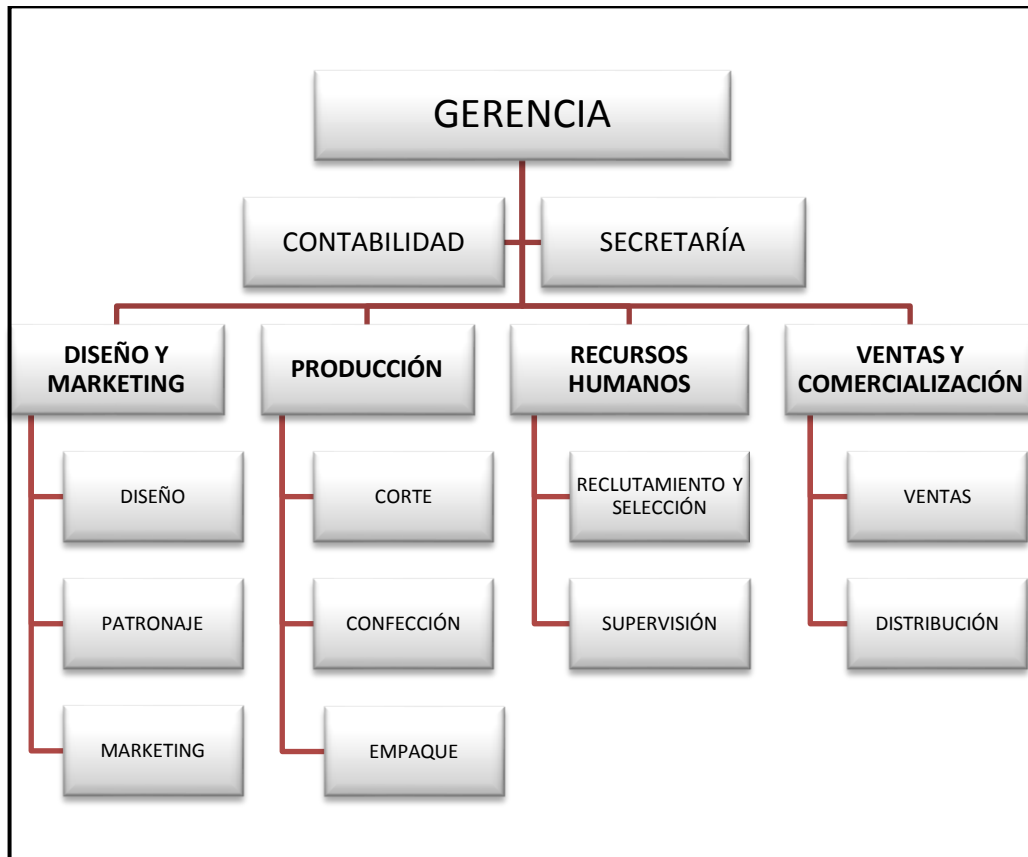 GERENCIA
CONTABILIDAD
SECRETARÍA
DISEÑO Y
MARKETING
PRODUCCIÓN
RECURSOS
HUMANOS
VENTAS Y
COMERCIALIZACIÓN
DISEÑO
CORTE
RECLUTAMIENTO Y
SELECCIÓN
VENTAS
PATRONAJE
CONFECCIÓN
SUPERVISIÓN
DISTRIBUCIÓN
MARKETING
EMPAQUE